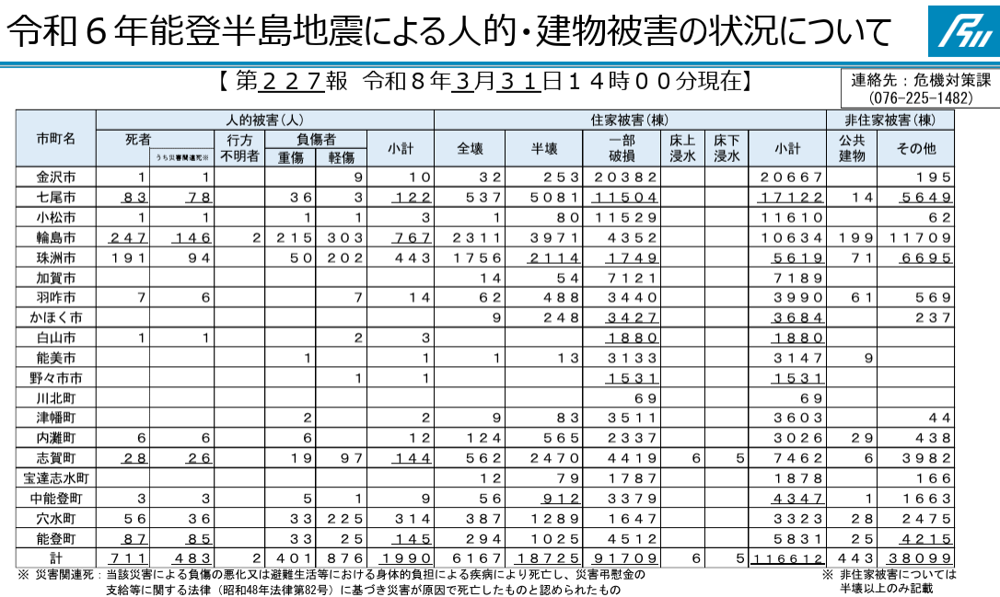 令和６年能登半島地震による人的・建物被害の状況について
【 第２２７報 令和８年３月３１日１４時００分現在】
連絡先：危機対策課
(076-225-1482)
市町名 人的被害(人) 住家被害(棟) 非住家被害(棟)
死者 うち災害関連死※ 行方不明者 負傷者 重傷 軽傷 小計 全壊 半壊 一部破損 床上浸水 床下浸水 小計 公共建物 その他
金沢市 1 1 9 10 32 253 20382 20667 195
七尾市 83 78 36 3 122 537 5081 11504 17122 14 5649
小松市 1 1 1 1 3 1 80 11529 11610 62
輪島市 247 146 2 215 303 767 2311 3971 4352 10634 199 11709
珠洲市 191 94 50 202 443 1756 2114 1749 5619 71 6695
加賀市 14 54 7121 7189
羽咋市 7 6 7 14 62 488 3440 3990 61 569
かほく市 9 248 3427 3684 237
白山市 1 1 2 3 1880 1880
能美市 1 1 1 13 3133 3147 9
野々市市 1 1 1531 1531
川北町 69 69
津幡町 2 2 9 83 3511 3603 44
内灘町 6 6 6 12 124 565 2337 3026 29 438
志賀町 28 26 19 97 144 562 2470 4419 6 5 7462 6 3982
宝達志水町 12 79 1787 1878 166
中能登町 3 3 5 1 9 56 912 3379 4347 1 1663
穴水町 56 36 33 225 314 387 1289 1647 3323 28 2475
能登町 87 85 33 25 145 294 1025 4512 5831 25 4215
計 711 483 2 401 876 1990 6167 18725 91709 6 5 116612 443 38099
※ 災害関連死：当該災害による負傷の悪化又は避難生活等における身体的負担による疾病により死亡し、災害弔慰金の
支給等に関する法律（昭和48年法律第82号）に基づき災害が原因で死亡したものと認められたもの
※ 非住家被害については
半壊以上のみ記載